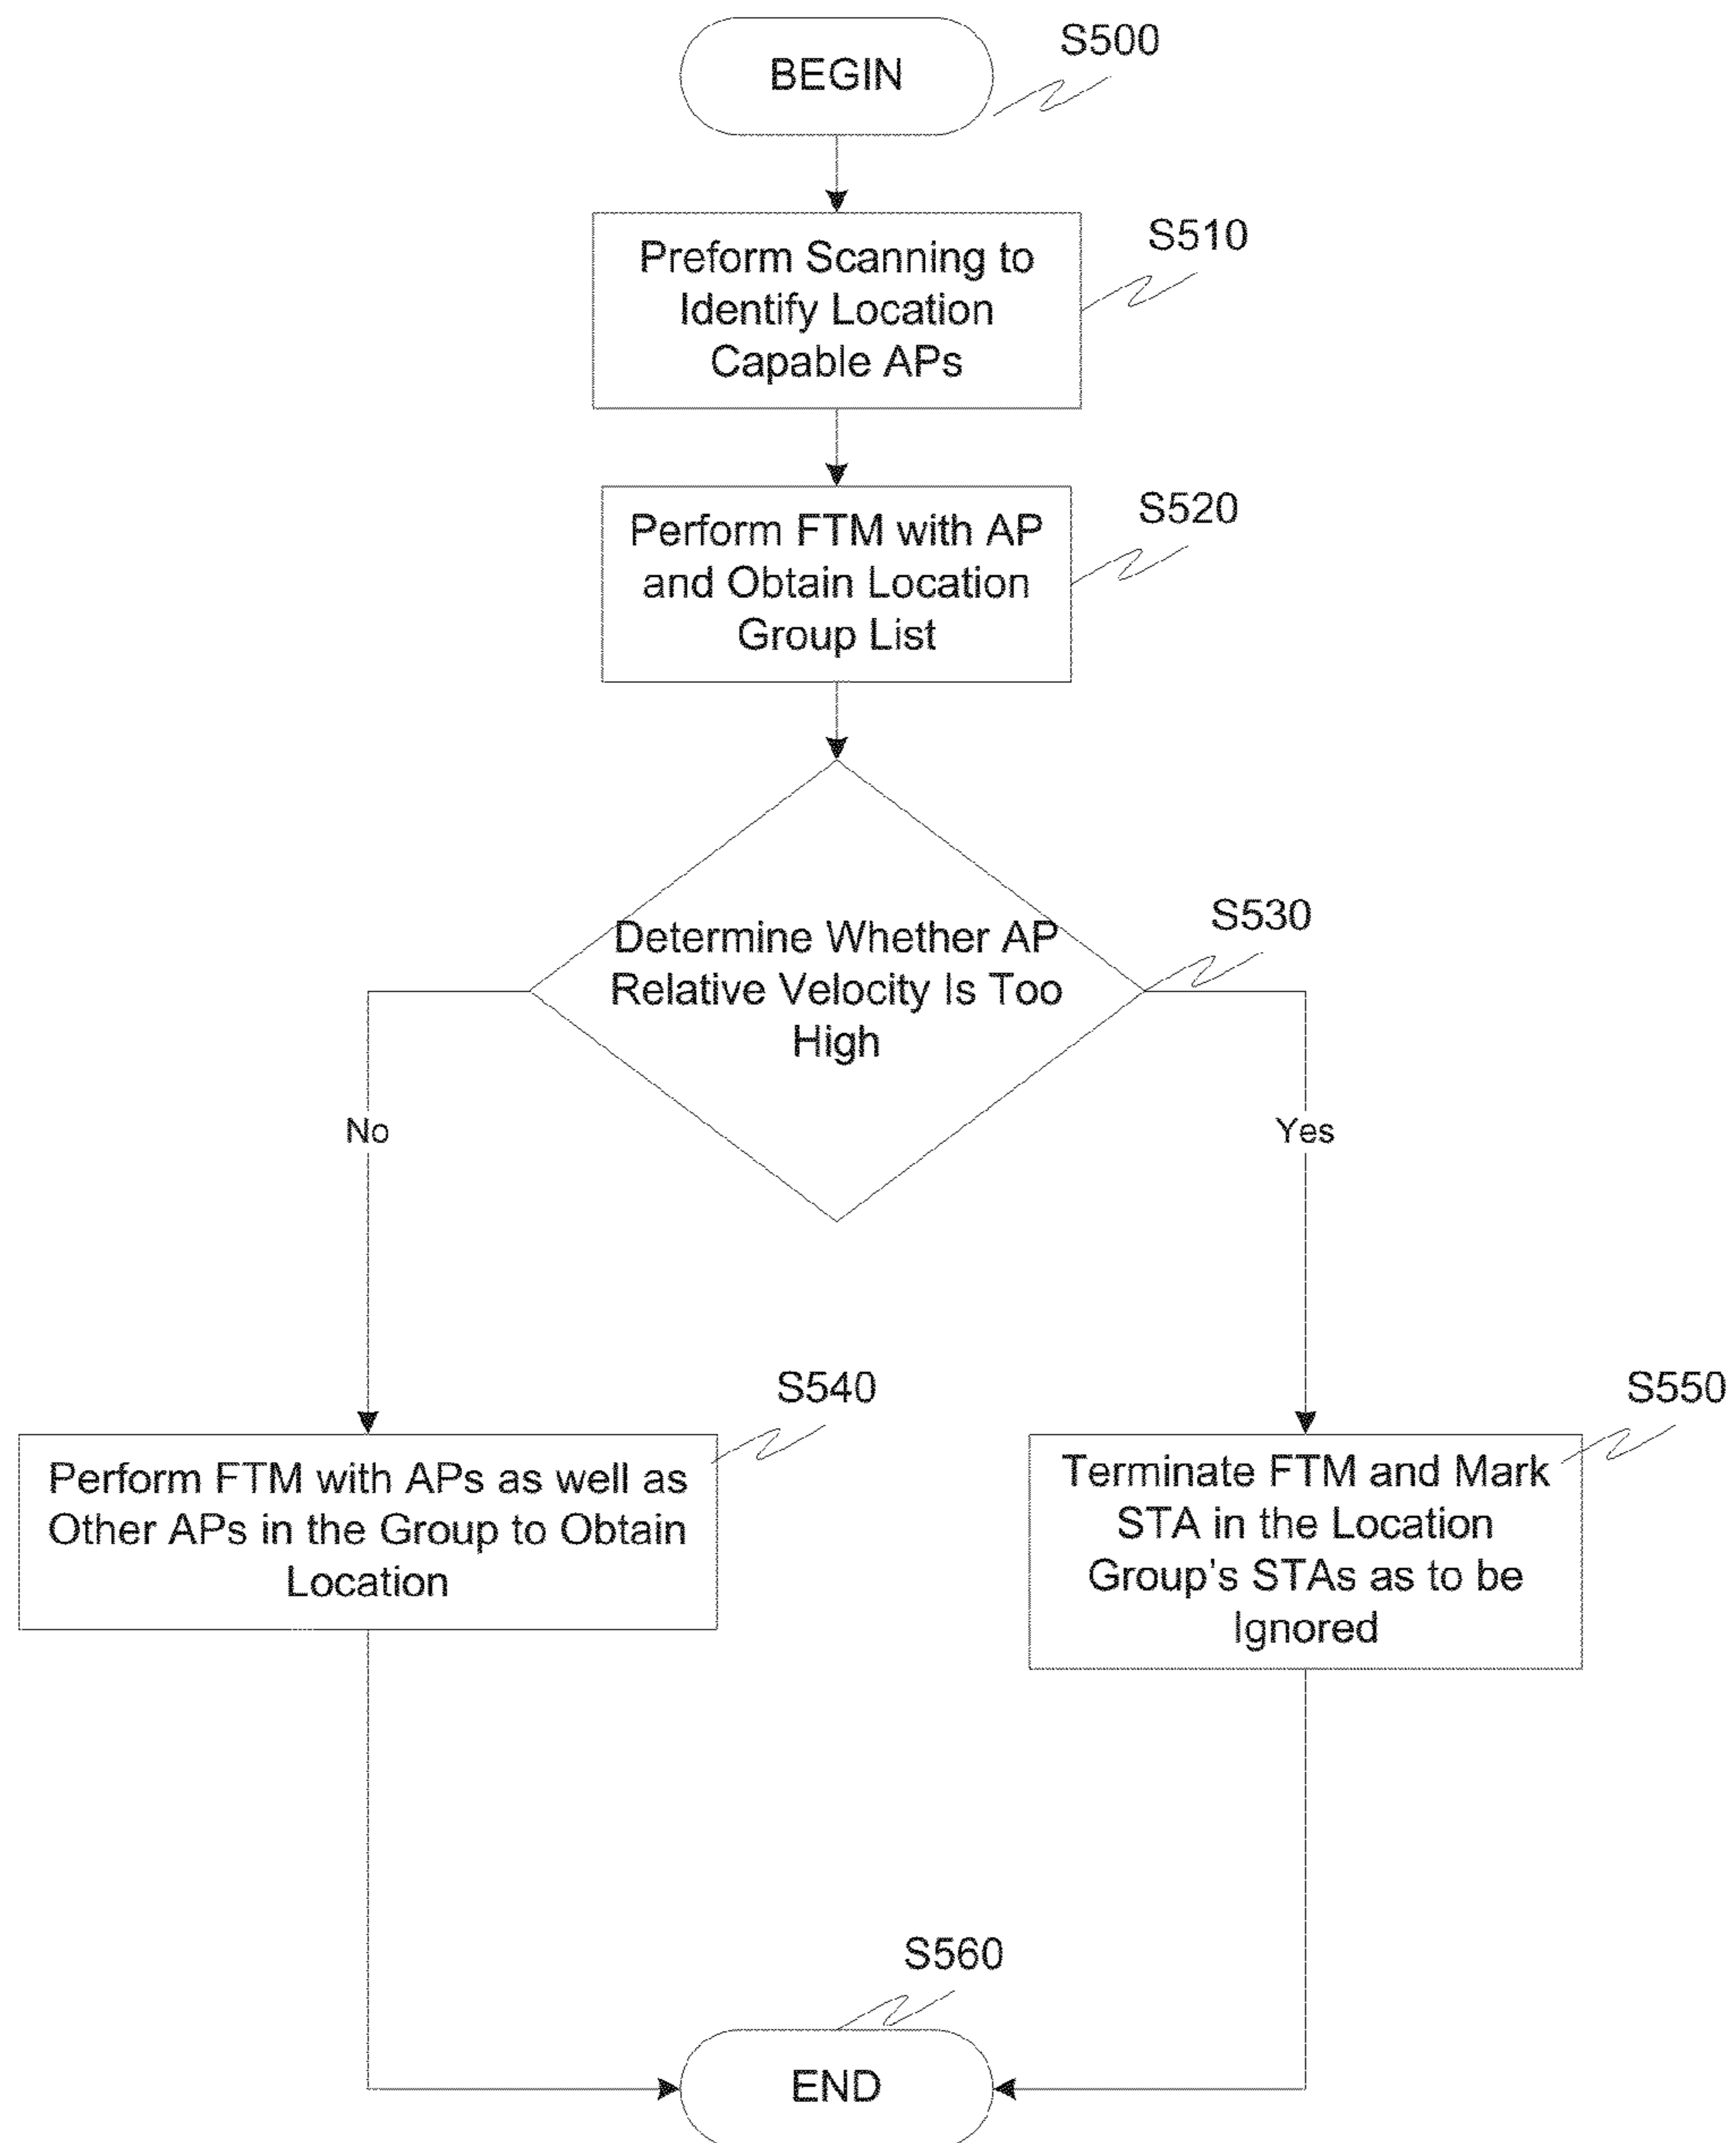 BEGIN
S500
Preform Scanning to
Identify Location
Capable APs
S510
Perform FTM with AP
and Obtain Location
Group List
S520
Determine Whether AP
Relative Velocity Is Too
High
S530
No
Yes
Perform FTM with APs as well as
Other APs in the Group to Obtain
Location
S540
Terminate FTM and Mark
STA in the Location
Group's STAs as to be
Ignored
S550
S560
END